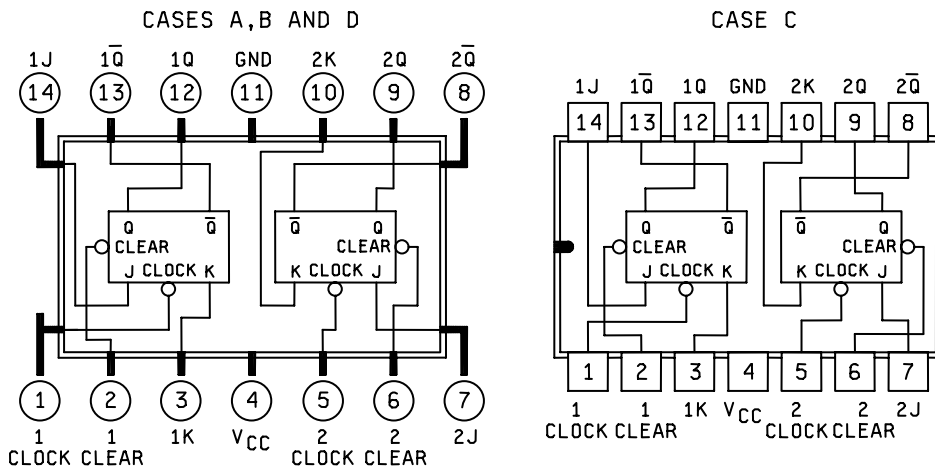 CASES A,B AND D
1J 1Q̅ 1Q GND 2K 2Q 2Q̅
14 13 12 11 10 9 8
Q Q̅
CLEAR
J CLOCK K
Q̅ Q
CLEAR
K CLOCK J
1 2 3 4 5 6 7
1 1 1K VCC 2 2 2J
CLOCK CLEAR CLOCK CLEAR
CASE C
1J 1Q̅ 1Q GND 2K 2Q 2Q̅
14 13 12 11 10 9 8
Q Q̅
CLEAR
J CLOCK K
Q̅ Q
CLEAR
K CLOCK J
1 2 3 4 5 6 7
1 1 1K VCC 2 2 2J
CLOCK CLEAR CLOCK CLEAR